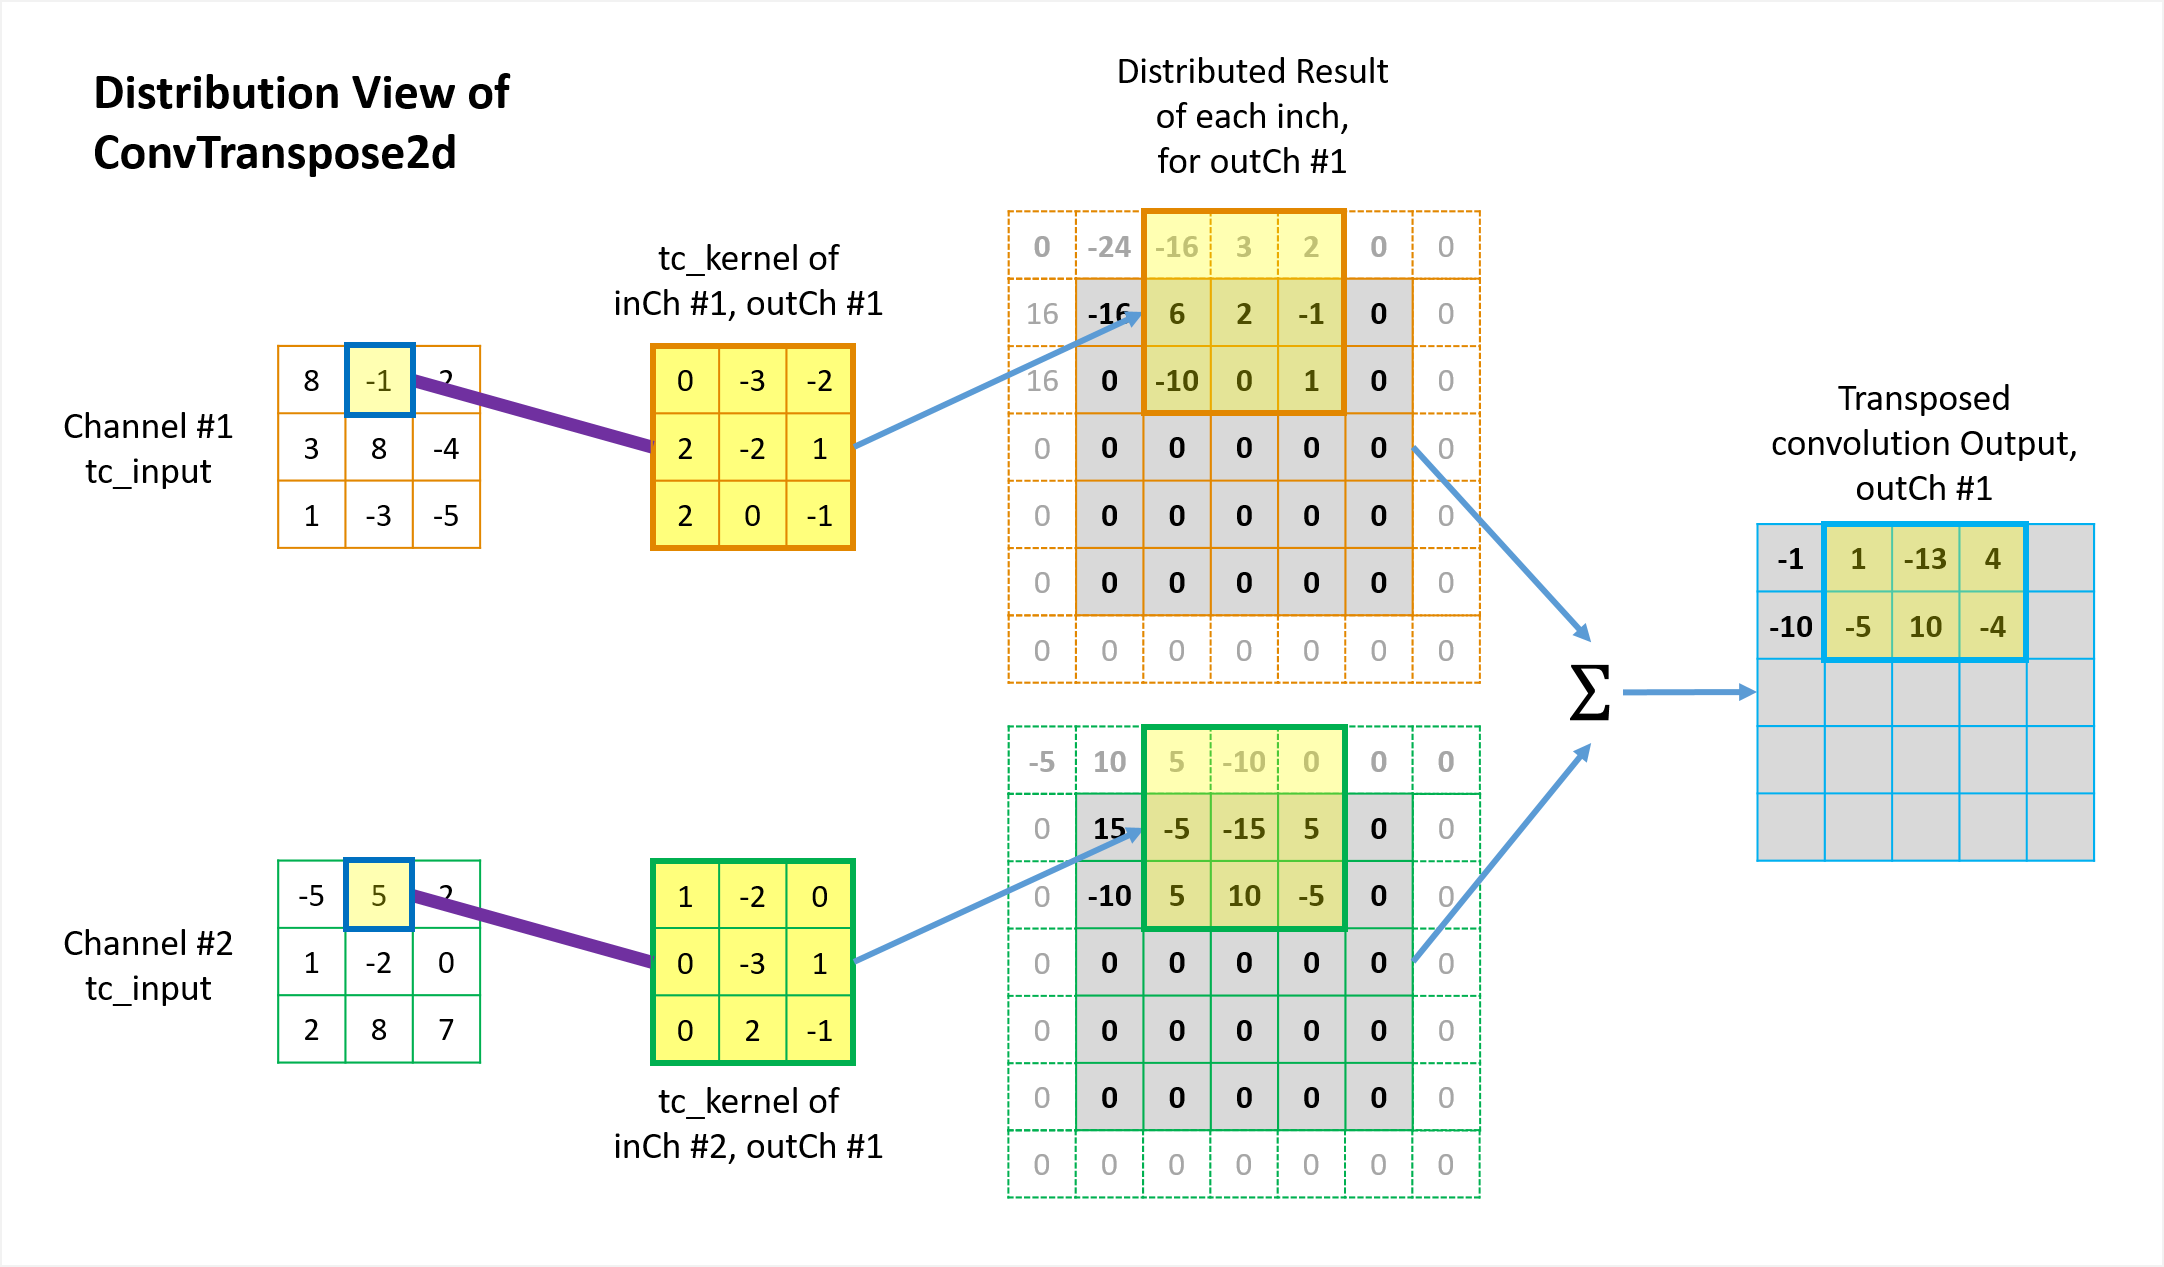 Distribution View of
ConvTranspose2d
Distributed Result
of each inch,
for outCh #1
tc_kernel of
inCh #1, outCh #1
Channel #1
tc_input
8 -1 2
3 8 -4
1 -3 -5
0 -3 -2
2 -2 1
2 0 -1
0 -24 -16 3 2 0 0
16 -16 6 2 -1 0 0
16 0 -10 0 1 0 0
0 0 0 0 0 0 0
0 0 0 0 0 0 0
0 0 0 0 0 0 0
0 0 0 0 0 0 0
Transposed
convolution Output,
outCh #1
-1 1 -13 4
-10 -5 10 -4
Σ
Channel #2
tc_input
-5 5 2
1 -2 0
2 8 7
1 -2 0
0 -3 1
0 2 -1
tc_kernel of
inCh #2, outCh #1
-5 10 5 -10 0 0 0
0 15 -5 -15 5 0 0
0 -10 5 10 -5 0 0
0 0 0 0 0 0 0
0 0 0 0 0 0 0
0 0 0 0 0 0 0
0 0 0 0 0 0 0